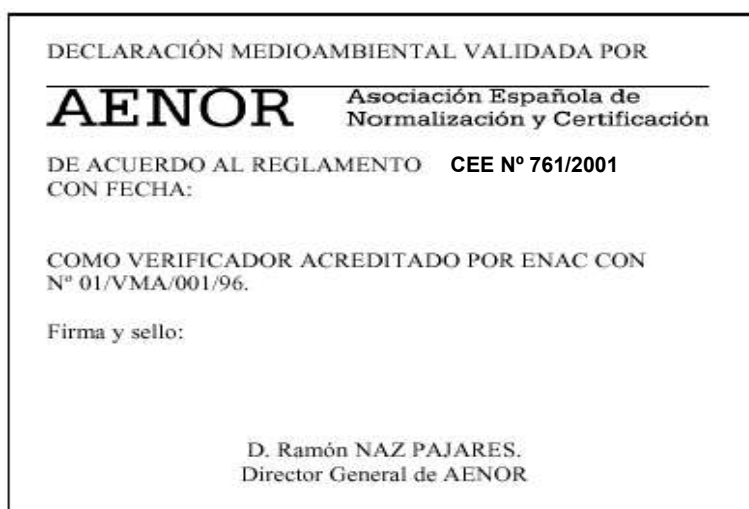 DECLARACIÓN MEDIOAMBIENTAL VALIDADA POR
AENOR Asociación Española de
Normalización y Certificación
DE ACUERDO AL REGLAMENTO CEE Nº 761/2001
CON FECHA:
COMO VERIFICADOR ACREDITADO POR ENAC CON
Nº 01/VMA/001/96.
Firma y sello:
D. Ramón NAZ PAJARES.
Director General de AENOR